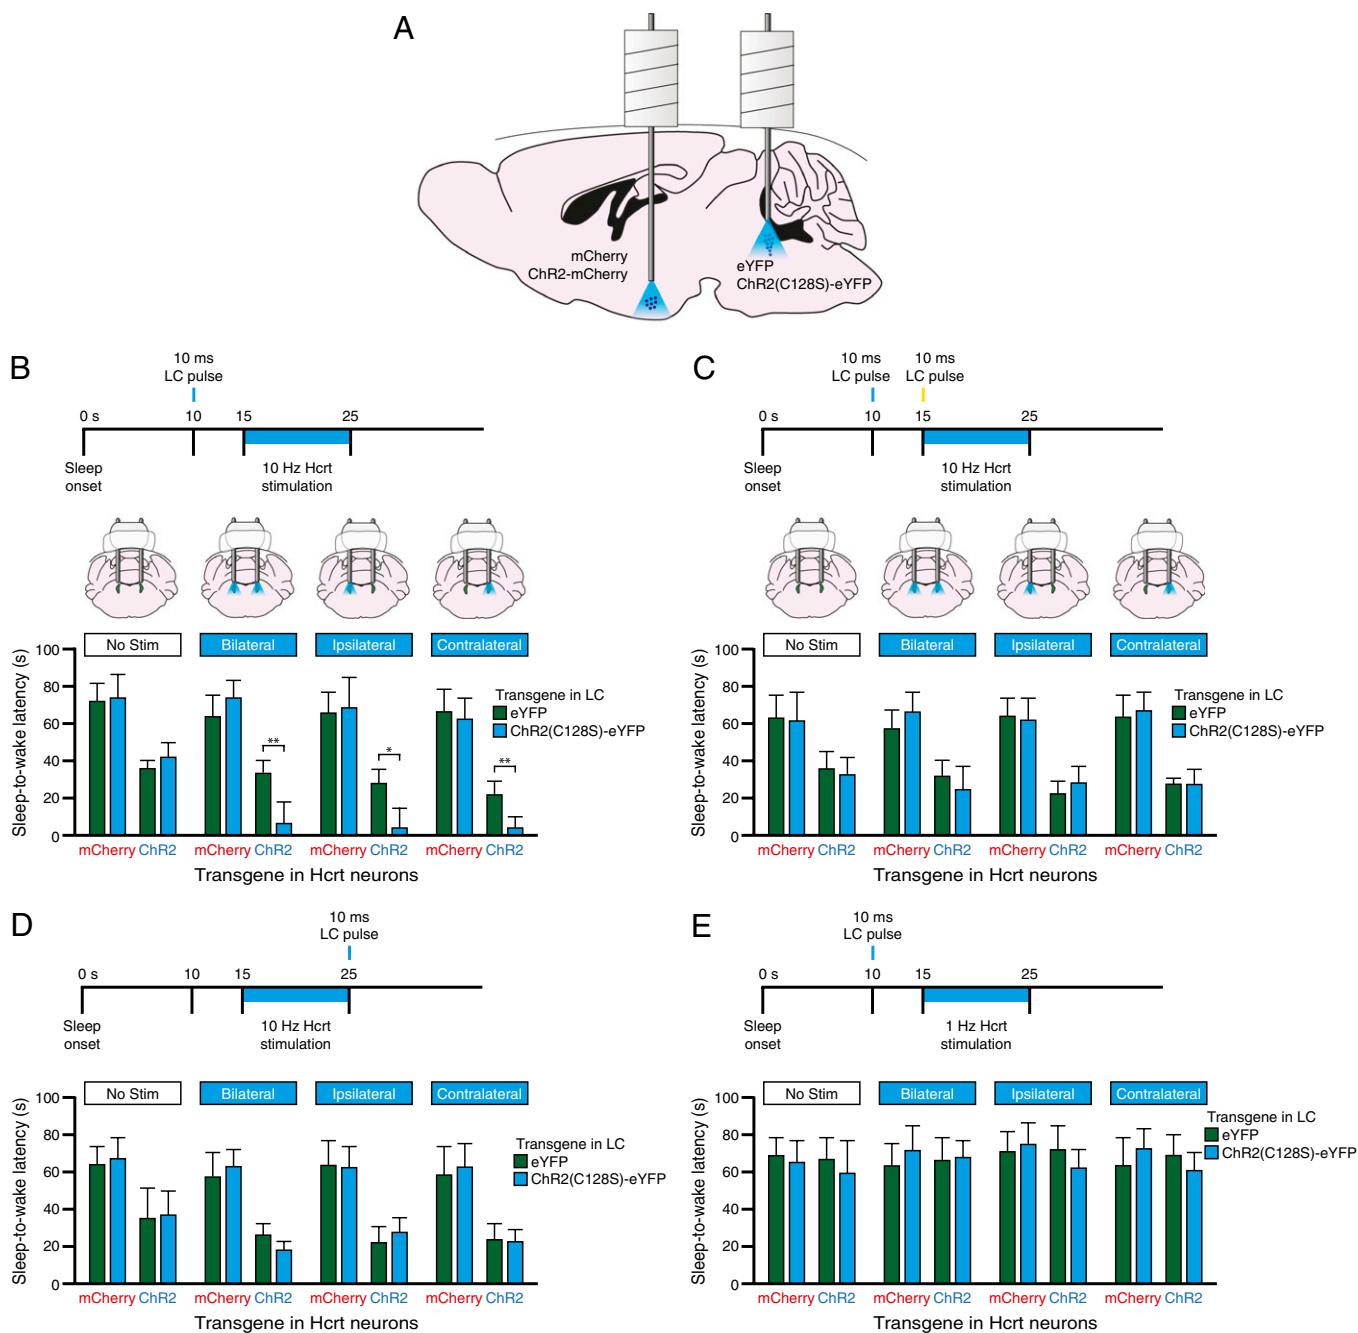 A
mCherry
ChR2-mCherry
eYFP
ChR2(C128S)-eYFP
B
10 ms
LC pulse
0 s 10 15 25
Sleep
onset
10 Hz Hcrt
stimulation
No Stim Bilateral Ipsilateral Contralateral
Sleep-to-wake latency (s)
100
80
60
40
20
0
** * **
Transgene in LC
eYFP
ChR2(C128S)-eYFP
mCherry ChR2 mCherry ChR2 mCherry ChR2 mCherry ChR2
Transgene in Hcrt neurons
C
10 ms 10 ms
LC pulse LC pulse
0 s 10 15 25
Sleep
onset
10 Hz Hcrt
stimulation
No Stim Bilateral Ipsilateral Contralateral
Sleep-to-wake latency (s)
100
80
60
40
20
0
Transgene in LC
eYFP
ChR2(C128S)-eYFP
mCherry ChR2 mCherry ChR2 mCherry ChR2 mCherry ChR2
Transgene in Hcrt neurons
D
10 ms
LC pulse
0 s 10 15 25
Sleep
onset
10 Hz Hcrt
stimulation
No Stim Bilateral Ipsilateral Contralateral
Sleep-to-wake latency (s)
100
80
60
40
20
0
Transgene in LC
eYFP
ChR2(C128S)-eYFP
mCherry ChR2 mCherry ChR2 mCherry ChR2 mCherry ChR2
Transgene in Hcrt neurons
E
10 ms
LC pulse
0 s 10 15 25
Sleep
onset
1 Hz Hcrt
stimulation
No Stim Bilateral Ipsilateral Contralateral
Sleep-to-wake latency (s)
100
80
60
40
20
0
Transgene in LC
eYFP
ChR2(C128S)-eYFP
mCherry ChR2 mCherry ChR2 mCherry ChR2 mCherry ChR2
Transgene in Hcrt neurons